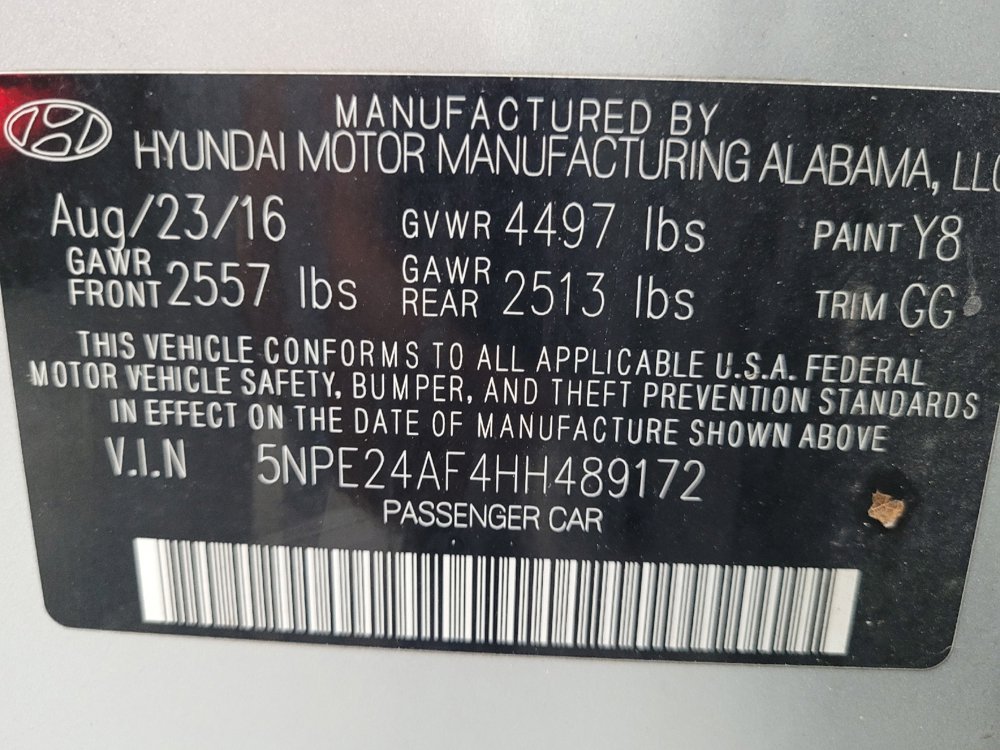 MANUFACTURED BY
HYUNDAI MOTOR MANUFACTURING ALABAMA, LLC
Aug/23/16 GVWR 4497 lbs PAINT Y8
GAWR FRONT 2557 lbs GAWR REAR 2513 lbs TRIM GG
THIS VEHICLE CONFORMS TO ALL APPLICABLE U.S.A. FEDERAL
MOTOR VEHICLE SAFETY, BUMPER, AND THEFT PREVENTION STANDARDS
IN EFFECT ON THE DATE OF MANUFACTURE SHOWN ABOVE
V.I.N 5NPE24AF4HH489172
PASSENGER CAR